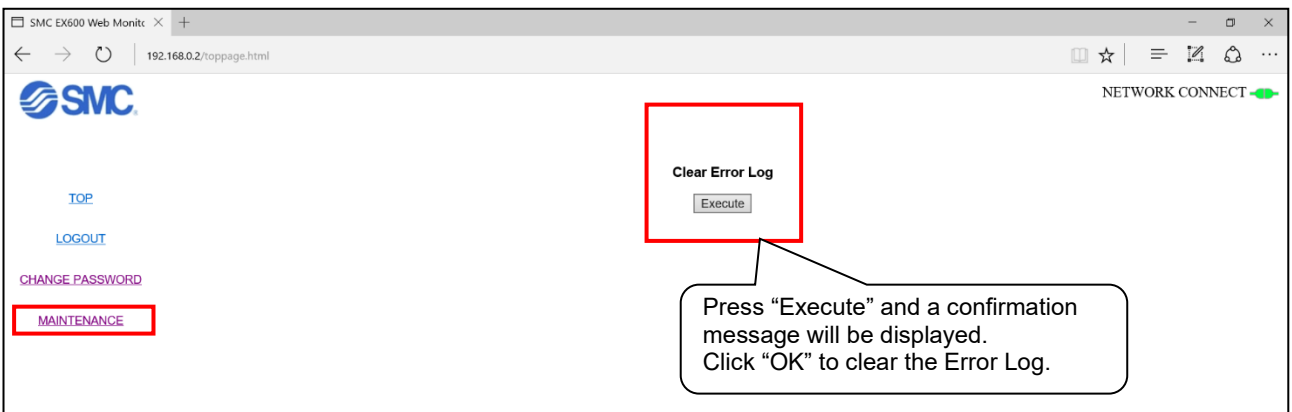 SMC EX600 Web Monitc
192.168.0.2/toppage.html
SMC.
NETWORK CONNECT
Clear Error Log
Execute
TOP
LOGOUT
CHANGE PASSWORD
MAINTENANCE
Press “Execute” and a confirmation
message will be displayed.
Click “OK” to clear the Error Log.